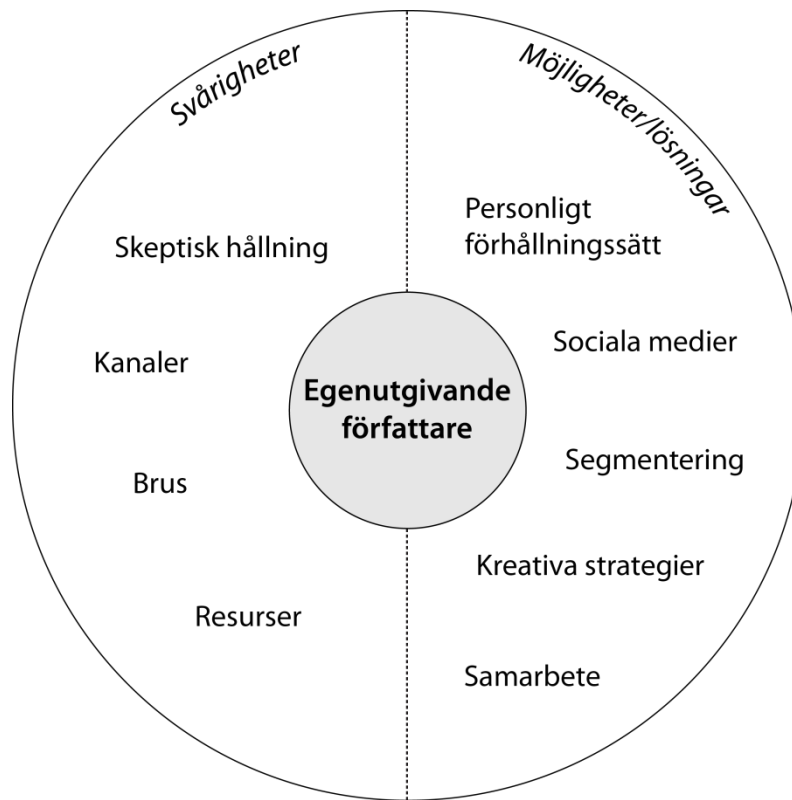 Svårigheter
Möjligheter/lösningar
Skeptisk hållning
Kanaler
Brus
Resurser
Egenutgivande
författare
Personligt
förhållningssätt
Sociala medier
Segmentering
Kreativa strategier
Samarbete